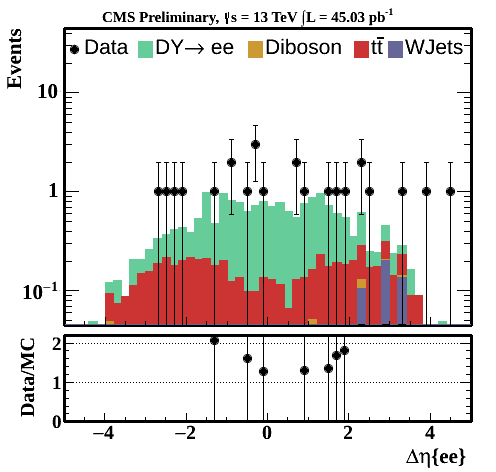 CMS Preliminary, √s = 13 TeV ∫L = 45.03 pb⁻¹
Events
Data DY→ ee Diboson tt̄ WJets
10
1
10⁻¹
Data/MC
2
1
0
−4 −2 0 2 4
Δη{ee}